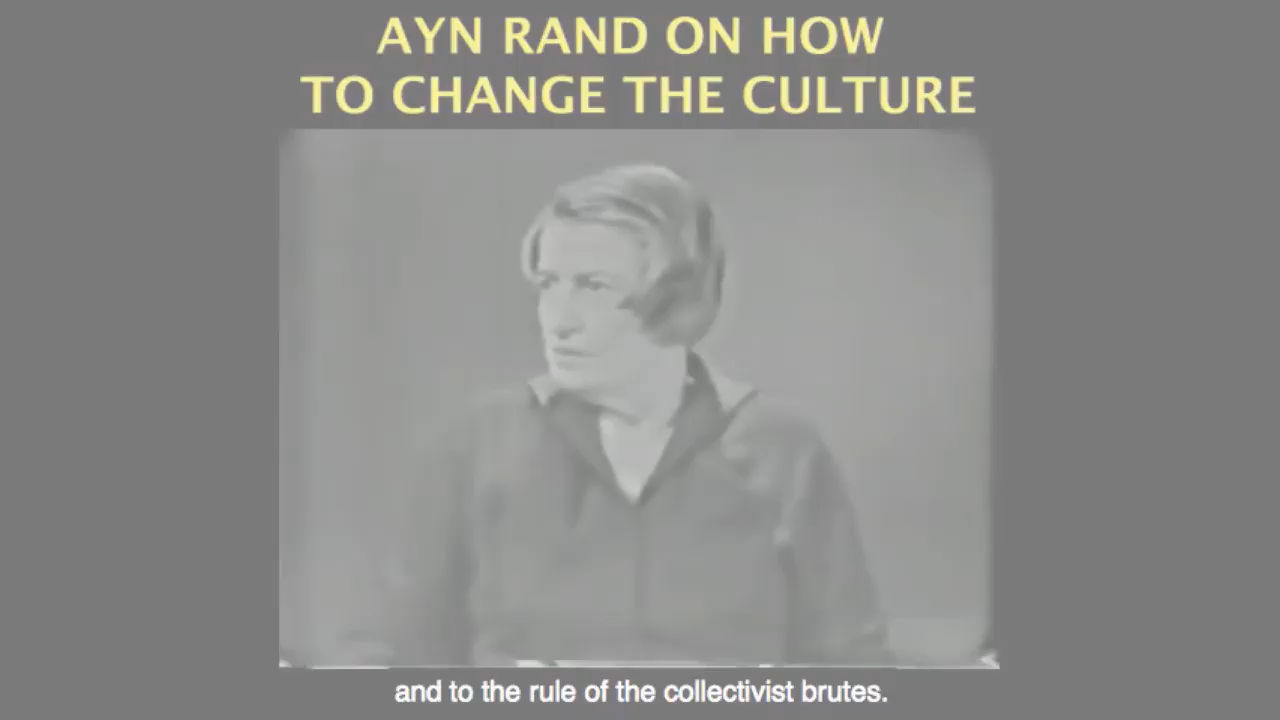 AYN RAND ON HOW
TO CHANGE THE CULTURE
and to the rule of the collectivist brutes.